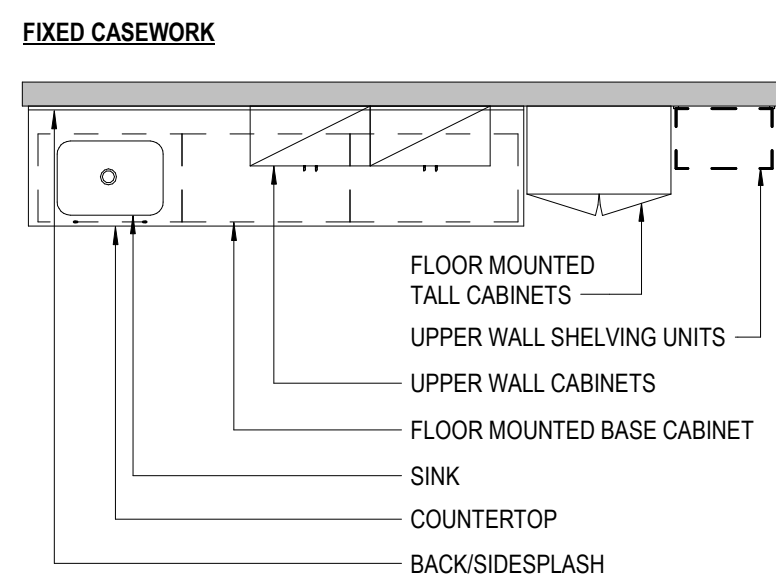 FIXED CASEWORK
FLOOR MOUNTED
TALL CABINETS
UPPER WALL SHELVING UNITS
UPPER WALL CABINETS
FLOOR MOUNTED BASE CABINET
SINK
COUNTERTOP
BACK/SIDESPLASH